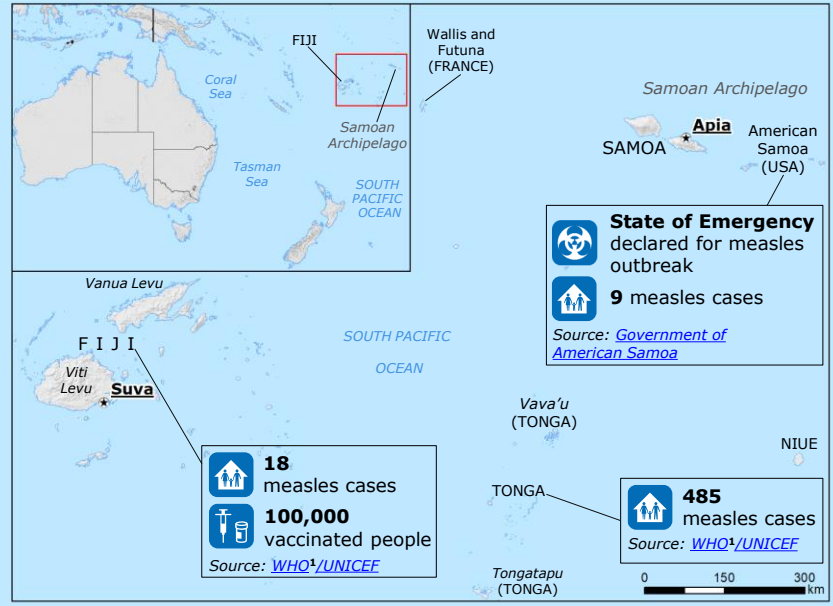 FIJI
Coral
Sea
Samoan
Archipelago
Tasman
Sea
SOUTH
PACIFIC
OCEAN
Wallis and
Futuna
(FRANCE)
Samoan Archipelago
Apia
SAMOA
American
Samoa
(USA)
State of Emergency
declared for measles
outbreak
9 measles cases
Source: Government of
American Samoa
Vanua Levu
FIJI
Viti
Levu
Suva
SOUTH PACIFIC
OCEAN
18
measles cases
100,000
vaccinated people
Source: WHO¹/UNICEF
Vava'u
(TONGA)
NIUE
TONGA
485
measles cases
Source: WHO¹/UNICEF
Tongatapu
(TONGA)
0 150 300
km